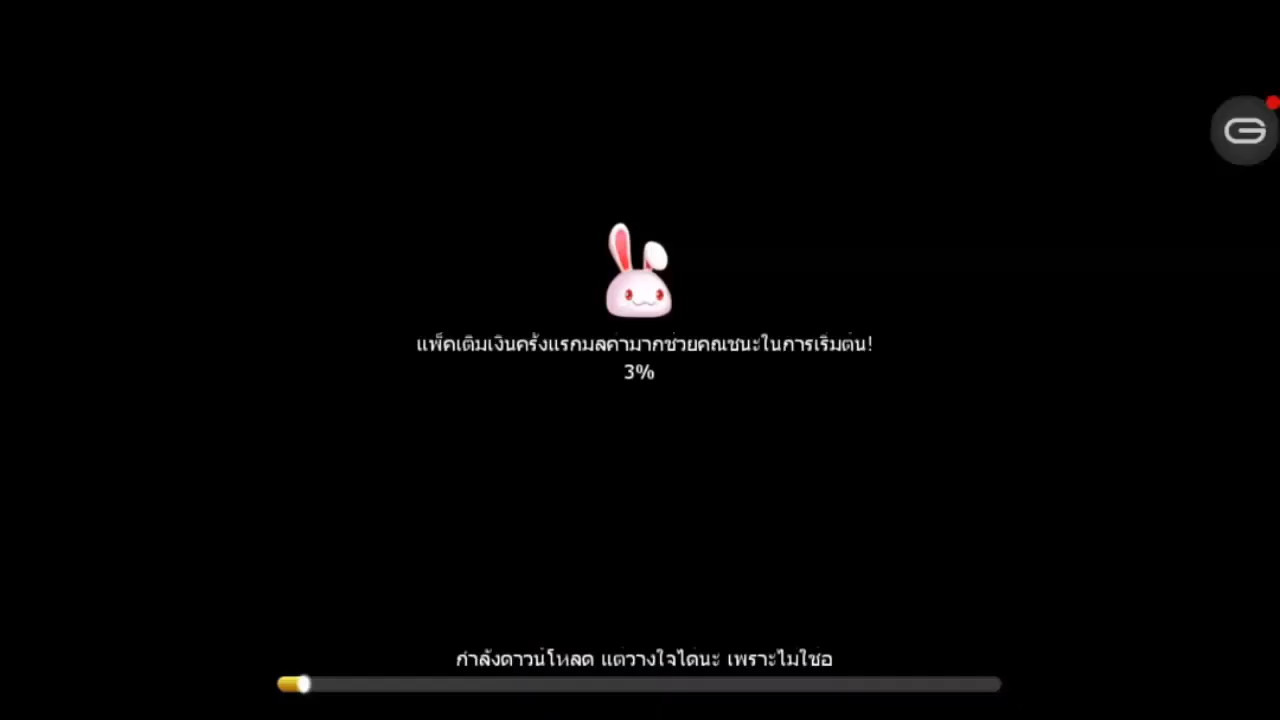 แพ็คเติมเงินครั้งแรกมูลค่ามากช่วยคุณชนะในการเริ่มต้น!
3%
กำลังดาวน์โหลด แต่วางใจได้นะ เพราะไม่ใช่อ